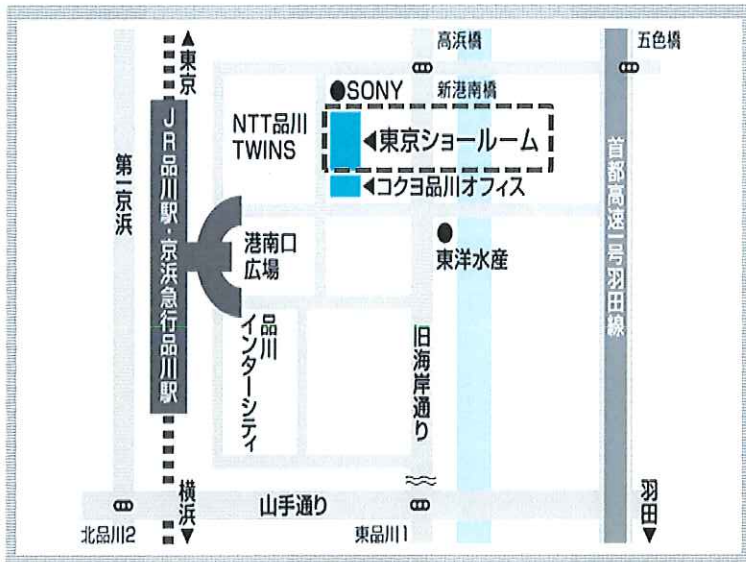 ▲東京
高浜橋
五色橋
●SONY
新港南橋
NTT品川
TWINS
◀東京ショールーム
◀コクヨ品川オフィス
第一京浜
JR品川駅・京浜急行品川駅
港南口
広場
東洋水産
首都高速一号羽田線
品川
インターシティ
旧海岸通り
横浜▼
山手通り
羽田▼
北品川2
東品川1